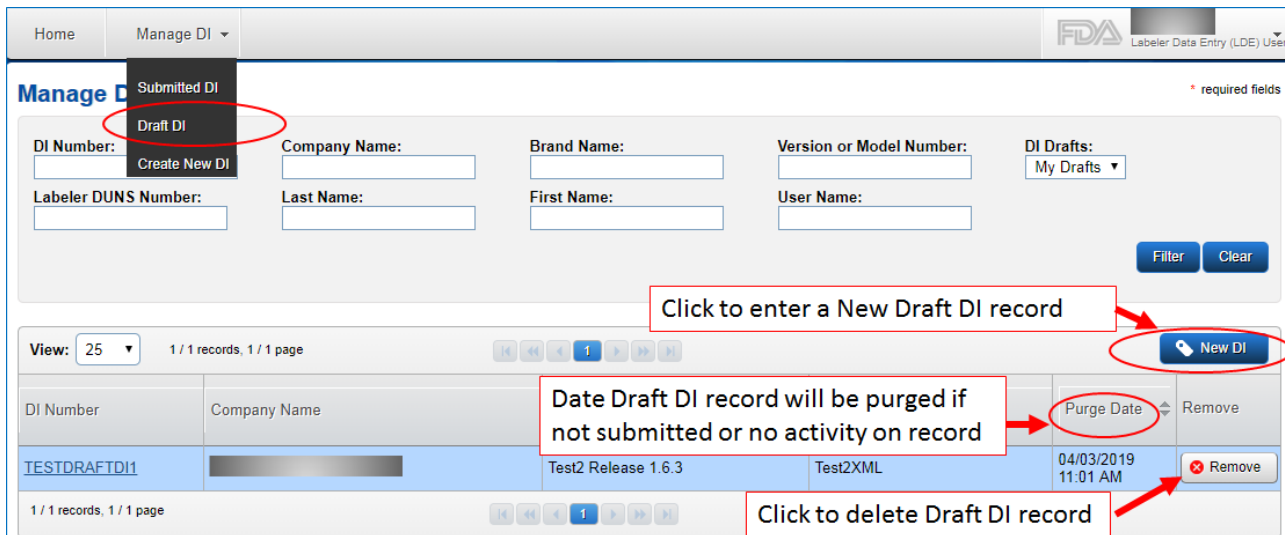 Home
Manage DI
FDA
Labeler Data Entry (LDE) User
Submitted DI
Draft DI
Create New DI
Manage D
* required fields
DI Number:
Company Name:
Brand Name:
Version or Model Number:
DI Drafts:
My Drafts
Labeler DUNS Number:
Last Name:
First Name:
User Name:
Filter
Clear
Click to enter a New Draft DI record
View: 25
1 / 1 records, 1 / 1 page
1
New DI
DI Number
Company Name
Date Draft DI record will be purged if
not submitted or no activity on record
Purge Date
Remove
TESTDRAFTDI1
Test2 Release 1.6.3
Test2XML
04/03/2019
11:01 AM
Remove
1 / 1 records, 1 / 1 page
1
Click to delete Draft DI record